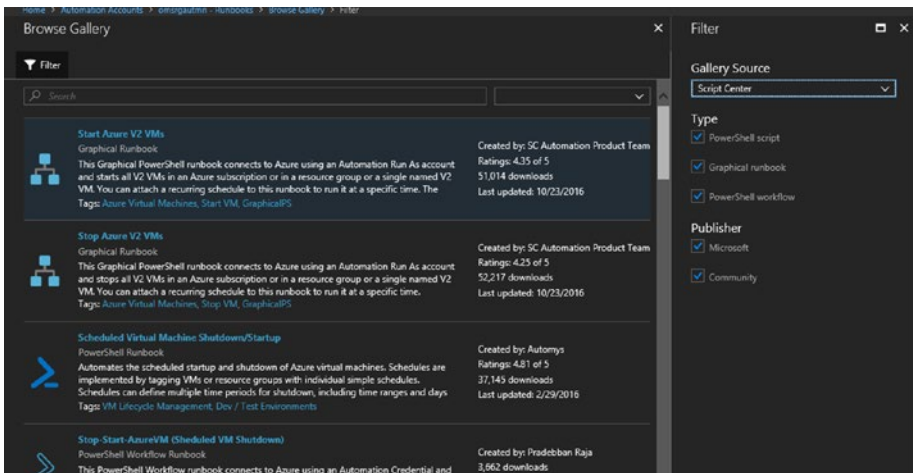 Home > Automation Accounts > omsrgautmn - Runbooks > Browse Gallery > Filter
Browse Gallery
Filter
Search
Start Azure V2 VMs
Graphical Runbook
This Graphical PowerShell runbook connects to Azure using an Automation Run As account
and starts all V2 VMs in an Azure subscription or in a resource group or a single named V2
VM. You can attach a recurring schedule to this runbook to run it at a specific time. The
Tags: Azure Virtual Machines, Start VM, GraphicalPS
Created by: SC Automation Product Team
Ratings: 4.35 of 5
51,014 downloads
Last updated: 10/23/2016
Stop Azure V2 VMs
Graphical Runbook
This Graphical PowerShell runbook connects to Azure using an Automation Run As account
and stops all V2 VMs in an Azure subscription or in a resource group or a single named V2
VM. You can attach a recurring schedule to this runbook to run it at a specific time.
Tags: Azure Virtual Machines, Stop VM, GraphicalPS
Created by: SC Automation Product Team
Ratings: 4.25 of 5
52,217 downloads
Last updated: 10/23/2016
Scheduled Virtual Machine Shutdown/Startup
PowerShell Runbook
Automates the scheduled startup and shutdown of Azure virtual machines. Schedules are
implemented by tagging VMs or resource groups with individual simple schedules.
Schedules can define multiple time periods for shutdown, including time ranges and days
Tags: VM Lifecycle Management, Dev / Test Environments
Created by: Automys
Ratings: 4.81 of 5
37,145 downloads
Last updated: 2/29/2016
Stop-Start-AzureVM (Sheduled VM Shutdown)
PowerShell Workflow Runbook
This PowerShell Workflow runbook connects to Azure using an Automation Credential and
Created by: Pradebban Raja
3,662 downloads
Filter
Gallery Source
Script Center
Type
PowerShell script
Graphical runbook
PowerShell workflow
Publisher
Microsoft
Community